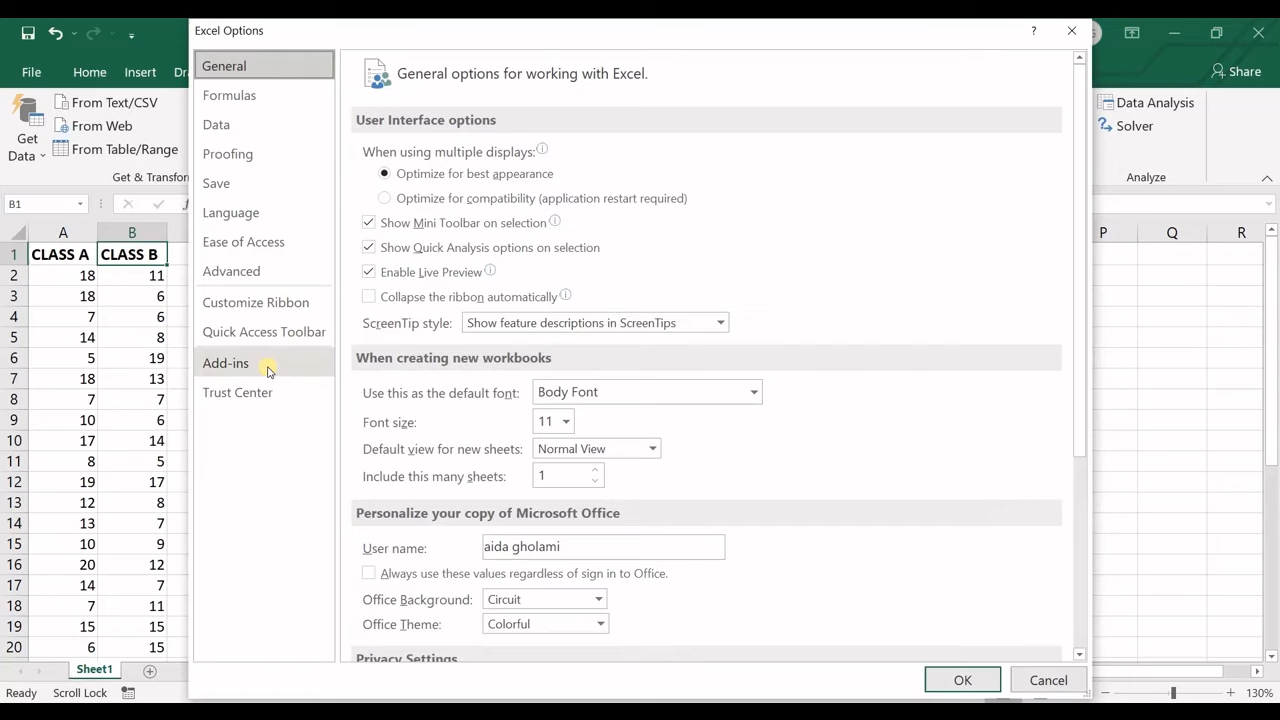 Excel Options
?
File
Home
Insert
Share
From Text/CSV
From Web
From Table/Range
Get
Data
Get & Transfor
Data Analysis
Solver
Analyze
B1
General
Formulas
Data
Proofing
Save
Language
Ease of Access
Advanced
Customize Ribbon
Quick Access Toolbar
Add-ins
Trust Center
General options for working with Excel.
User Interface options
When using multiple displays:
Optimize for best appearance
Optimize for compatibility (application restart required)
Show Mini Toolbar on selection
Show Quick Analysis options on selection
Enable Live Preview
Collapse the ribbon automatically
ScreenTip style: Show feature descriptions in ScreenTips
When creating new workbooks
Use this as the default font: Body Font
Font size: 11
Default view for new sheets: Normal View
Include this many sheets: 1
Personalize your copy of Microsoft Office
User name: aida gholami
Always use these values regardless of sign in to Office.
Office Background: Circuit
Office Theme: Colorful
Privacy Settings
OK
Cancel
A B P Q R
1 CLASS A CLASS B
2 18 11
3 18 6
4 7 6
5 14 8
6 5 19
7 18 13
8 7 7
9 10 6
10 17 14
11 8 5
12 19 17
13 12 8
14 13 7
15 10 9
16 20 12
17 14 7
18 7 11
19 15 15
20 6 15
Sheet1
Ready Scroll Lock
130%